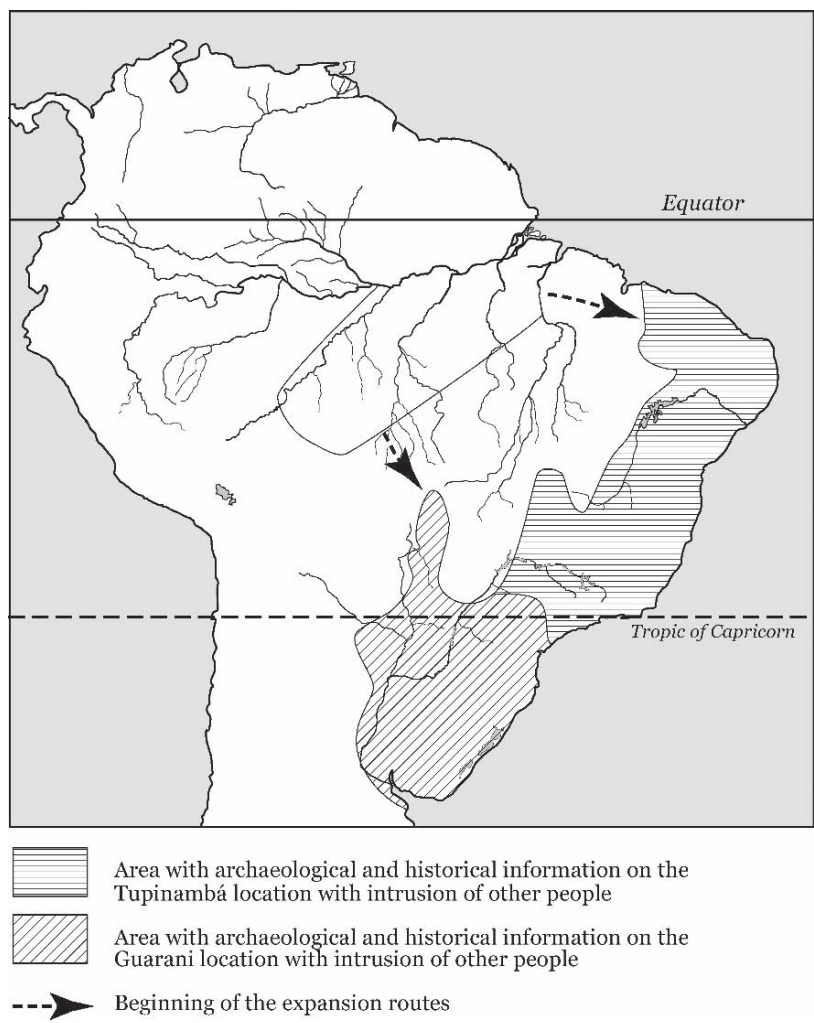 Equator
Tropic of Capricorn
Area with archaeological and historical information on the
Tupinambá location with intrusion of other people
Area with archaeological and historical information on the
Guarani location with intrusion of other people
Beginning of the expansion routes